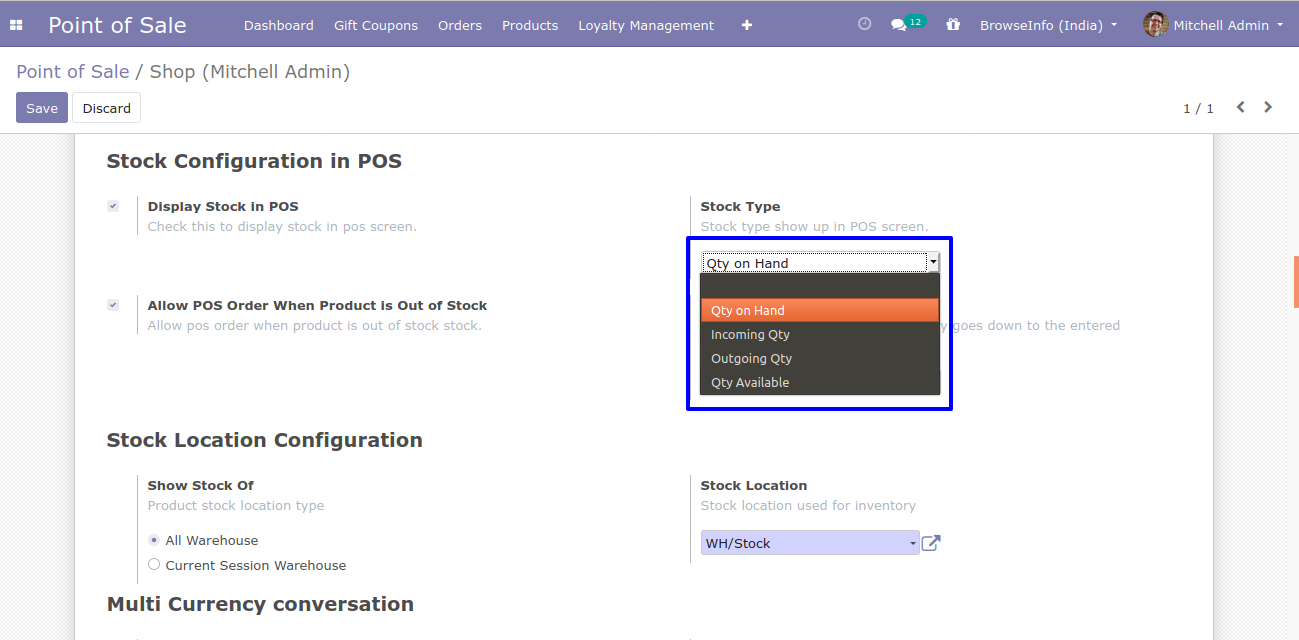 Point of Sale Dashboard Gift Coupons Orders Products Loyalty Management 12 BrowseInfo (India) Mitchell Admin
Point of Sale / Shop (Mitchell Admin)
Save Discard 1 / 1
Stock Configuration in POS
Display Stock in POS Stock Type
Check this to display stock in pos screen. Stock type show up in POS screen.
Qty on Hand
Allow POS Order When Product is Out of Stock Qty on Hand
Allow pos order when product is out of stock stock. y goes down to the entered
Incoming Qty
Outgoing Qty
Qty Available
Stock Location Configuration
Show Stock Of Stock Location
Product stock location type Stock location used for inventory
All Warehouse WH/Stock
Current Session Warehouse
Multi Currency conversation